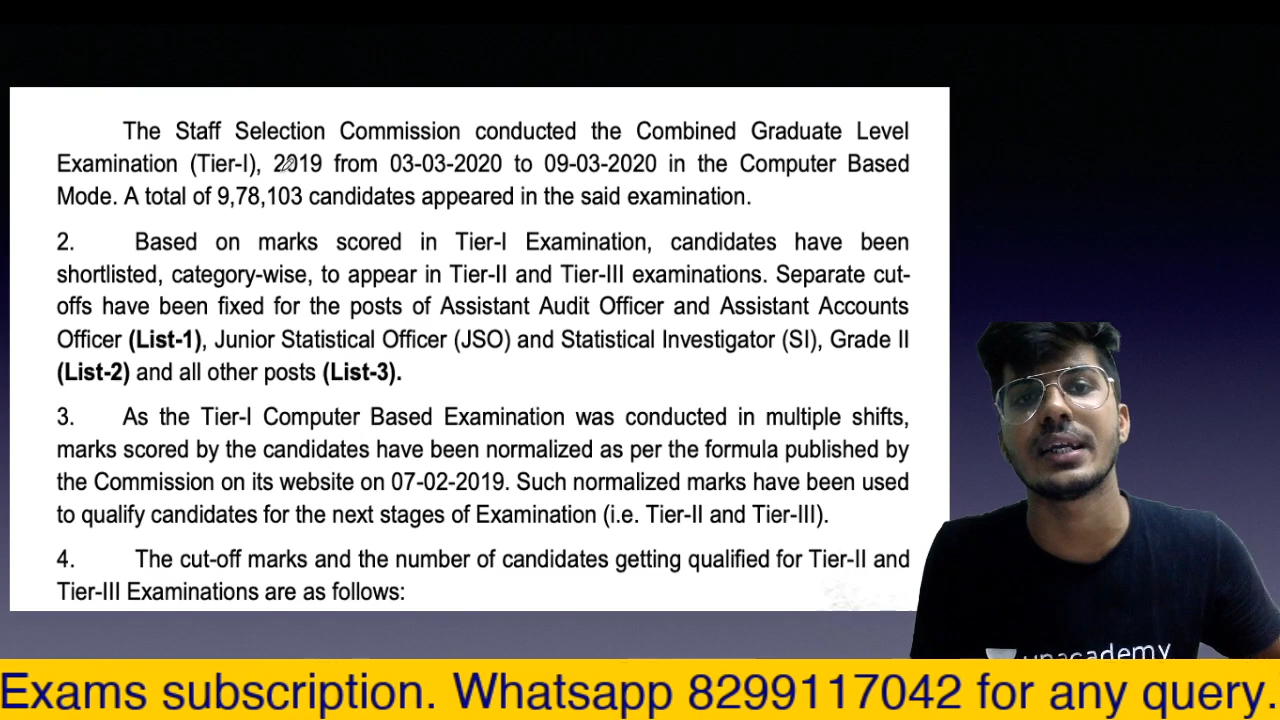 The Staff Selection Commission conducted the Combined Graduate Level
Examination (Tier-I), 2019 from 03-03-2020 to 09-03-2020 in the Computer Based
Mode. A total of 9,78,103 candidates appeared in the said examination.
2. Based on marks scored in Tier-I Examination, candidates have been
shortlisted, category-wise, to appear in Tier-II and Tier-III examinations. Separate cut-
offs have been fixed for the posts of Assistant Audit Officer and Assistant Accounts
Officer (List-1), Junior Statistical Officer (JSO) and Statistical Investigator (SI), Grade II
(List-2) and all other posts (List-3).
3. As the Tier-I Computer Based Examination was conducted in multiple shifts,
marks scored by the candidates have been normalized as per the formula published by
the Commission on its website on 07-02-2019. Such normalized marks have been used
to qualify candidates for the next stages of Examination (i.e. Tier-II and Tier-III).
4. The cut-off marks and the number of candidates getting qualified for Tier-II and
Tier-III Examinations are as follows:
unacademy
Exams subscription. Whatsapp 8299117042 for any query.